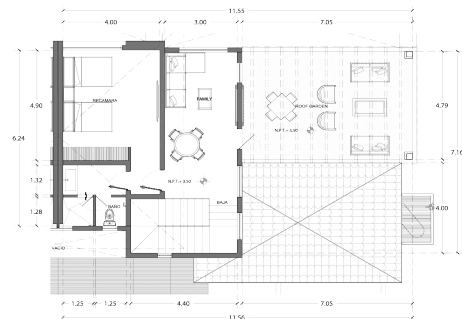 11.55
4.00 3.00 7.05
4.90
RECAMARA
FAMILY
ROOF GARDEN
4.79
6.24
N.P.T.+ 3.50
7.16
1.32
N.P.T.+ 3.50
1.28
BAÑO
BAJA
4.00
VACIO
1.25 1.25 4.40 7.05
11.56